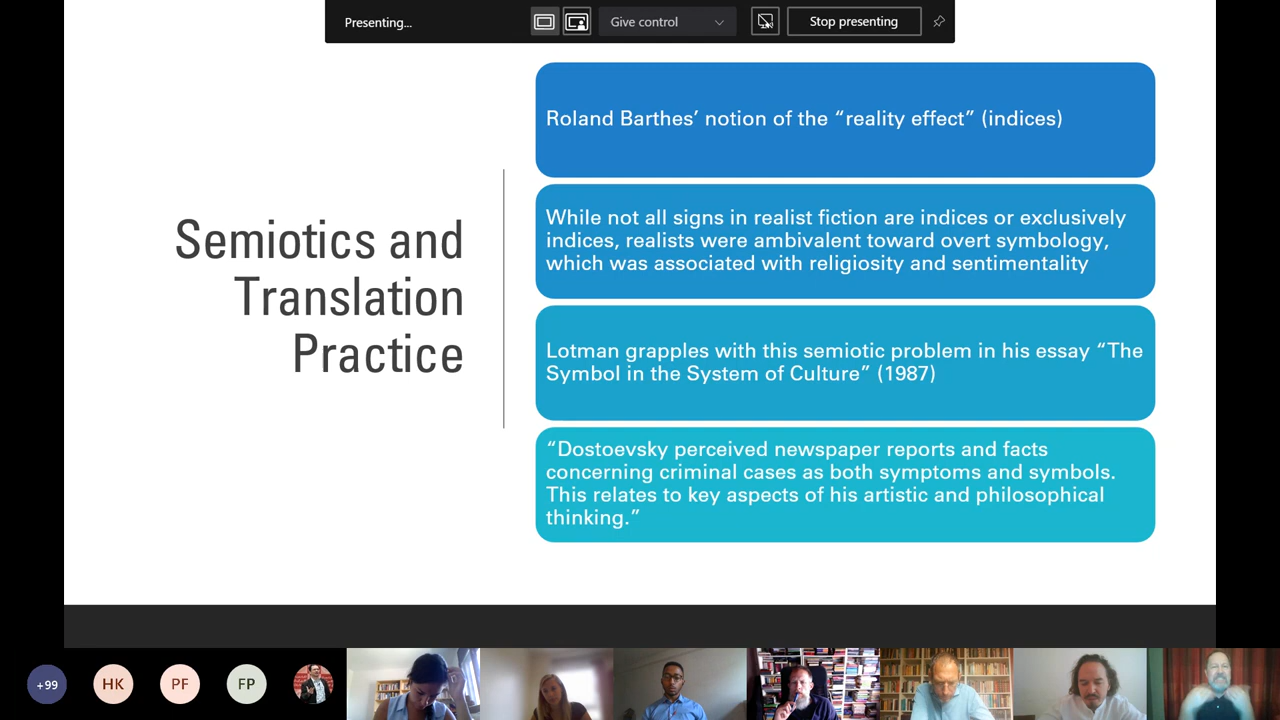 Presenting...
Give control
Stop presenting
Semiotics and
Translation
Practice
Roland Barthes’ notion of the “reality effect” (indices)
While not all signs in realist fiction are indices or exclusively
indices, realists were ambivalent toward overt symbology,
which was associated with religiosity and sentimentality
Lotman grapples with this semiotic problem in his essay “The
Symbol in the System of Culture” (1987)
“Dostoevsky perceived newspaper reports and facts
concerning criminal cases as both symptoms and symbols.
This relates to key aspects of his artistic and philosophical
thinking.”
+99
HK
PF
FP